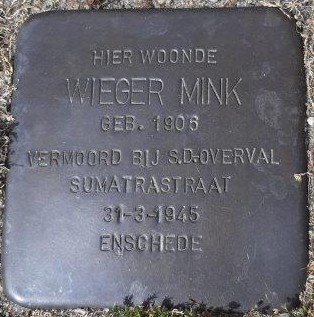 HIER WOONDE
WIEGER MINK
GEB. 1906
VERMOORD BIJ S.D-OVERVAL
SUMATRASTRAAT
31-3-1945
ENSCHEDE